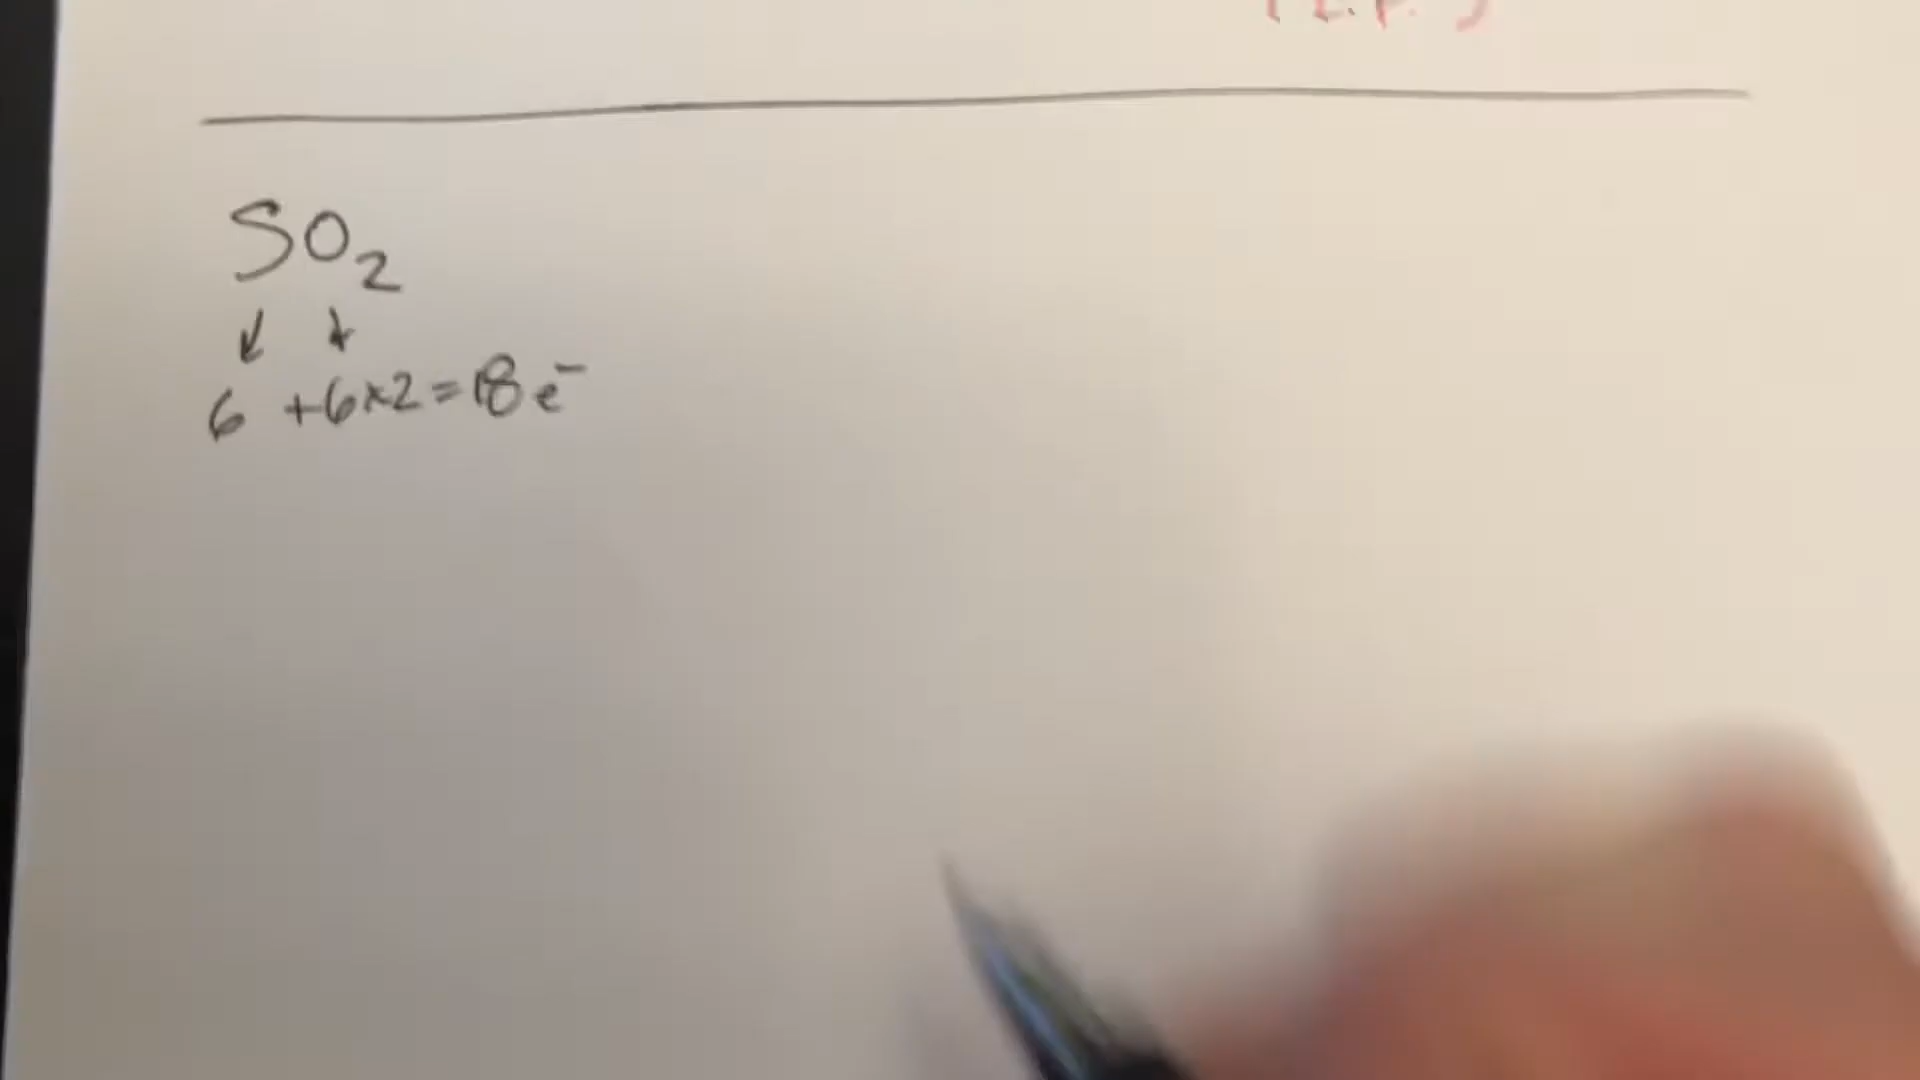 SO₂
↙ ↓
6 +6x2=18e⁻